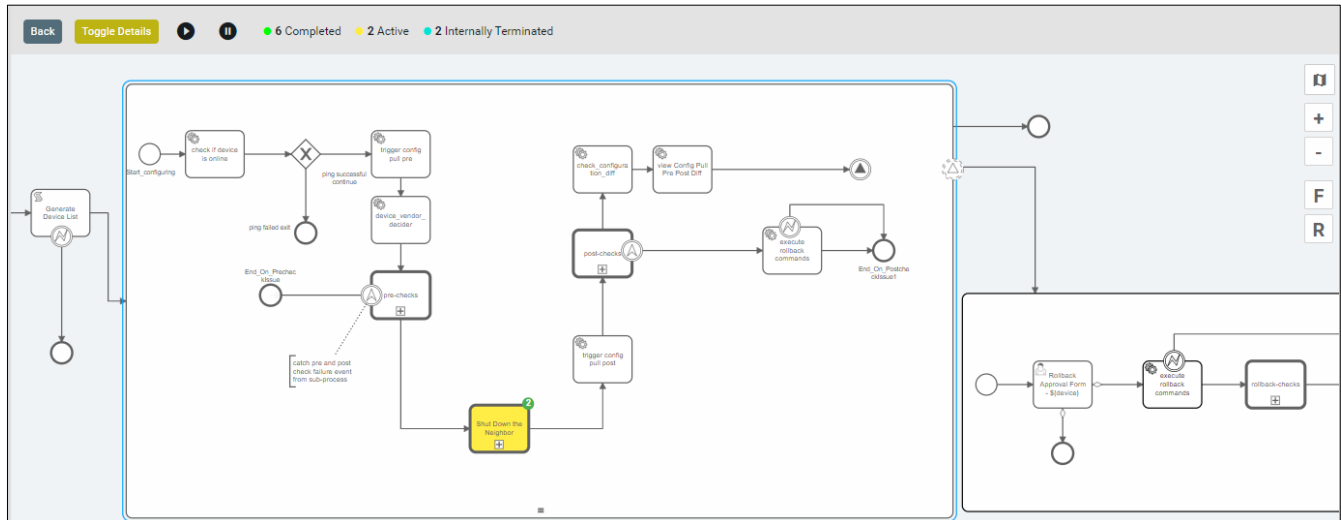 Back
Toggle Details
6 Completed
2 Active
2 Internally Terminated
+
-
F
R
Generate
Device List
Start_configuring
check if device
is online
X
ping successful
continue
ping failed exit
trigger config
pull pre
device_vendor_
decider
End_On_Prechec
kIssue
pre-checks
catch pre and post
check failure event
from sub-process
2
Shut Down the
Neighbor
trigger config
pull post
post-checks
check_configura
tion_diff
view Config Pull
Pre Post Diff
execute
rollback
commands
End_On_Postche
ckIssue1
Rollback
Approval Form
- ${device}
execute
rollback
commands
rollback-checks